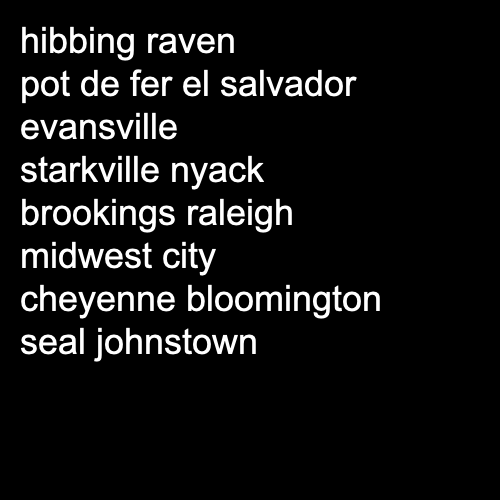 hibbing raven
pot de fer el salvador
evansville
starkville nyack
brookings raleigh
midwest city
cheyenne bloomington
seal johnstown